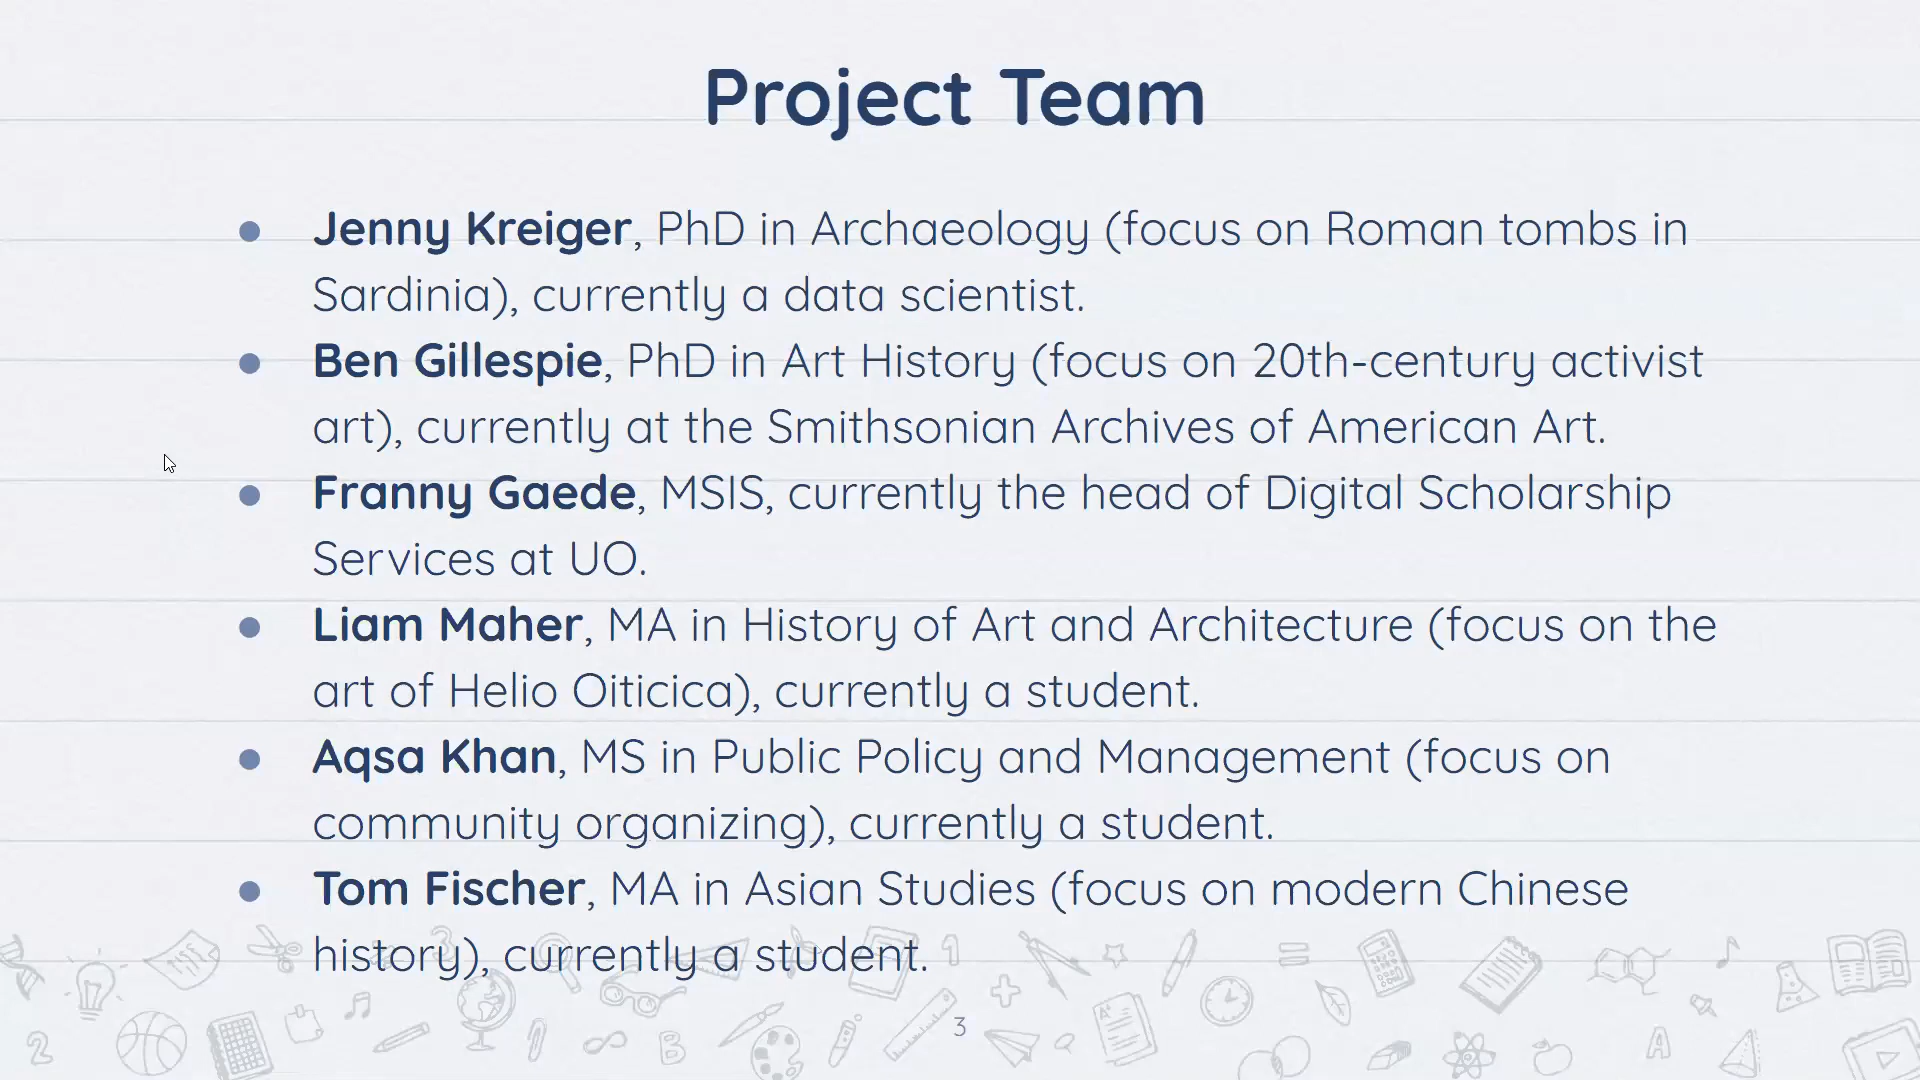 Project Team
● Jenny Kreiger, PhD in Archaeology (focus on Roman tombs in
Sardinia), currently a data scientist.
● Ben Gillespie, PhD in Art History (focus on 20th-century activist
art), currently at the Smithsonian Archives of American Art.
● Franny Gaede, MSIS, currently the head of Digital Scholarship
Services at UO.
● Liam Maher, MA in History of Art and Architecture (focus on the
art of Helio Oiticica), currently a student.
● Aqsa Khan, MS in Public Policy and Management (focus on
community organizing), currently a student.
● Tom Fischer, MA in Asian Studies (focus on modern Chinese
history), currently a student.
3